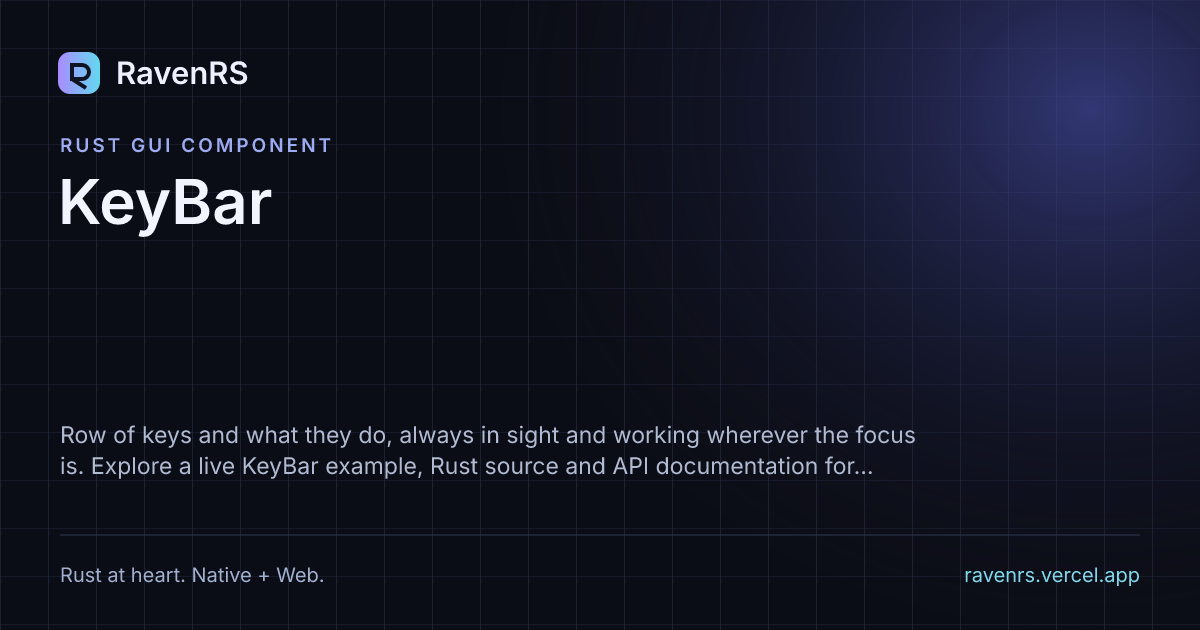 RavenRS
RUST GUI COMPONENT
KeyBar
Row of keys and what they do, always in sight and working wherever the focus
is. Explore a live KeyBar example, Rust source and API documentation for...
Rust at heart. Native + Web.
ravenrs.vercel.app